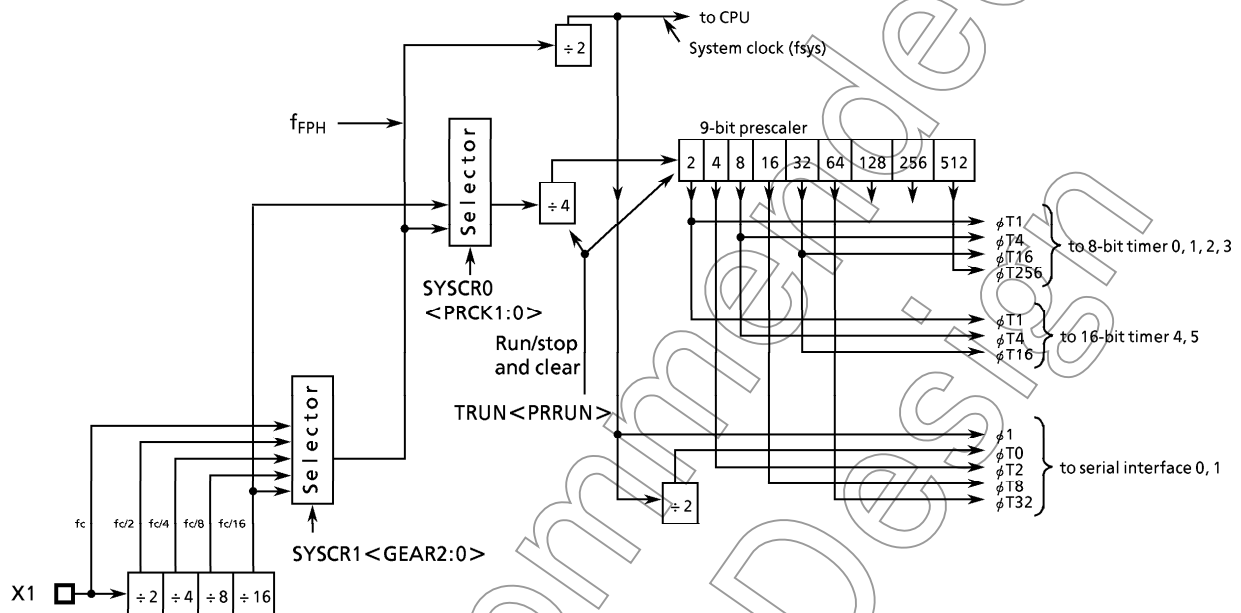 ÷2
to CPU
System clock (fsys)
fFPH
Selector
÷4
9-bit prescaler
2 4 8 16 32 64 128 256 512
ϕT1
ϕT4
ϕT16
ϕT256
to 8-bit timer 0, 1, 2, 3
SYSCR0
<PRCK1:0>
Run/stop
and clear
TRUN<PRRUN>
ϕT1
ϕT4
ϕT16
to 16-bit timer 4, 5
Selector
ϕ1
ϕT0
ϕT2
ϕT8
ϕT32
to serial interface 0, 1
÷2
fc fc/2 fc/4 fc/8 fc/16
SYSCR1<GEAR2:0>
X1
÷2 ÷4 ÷8 ÷16
ommended
Design